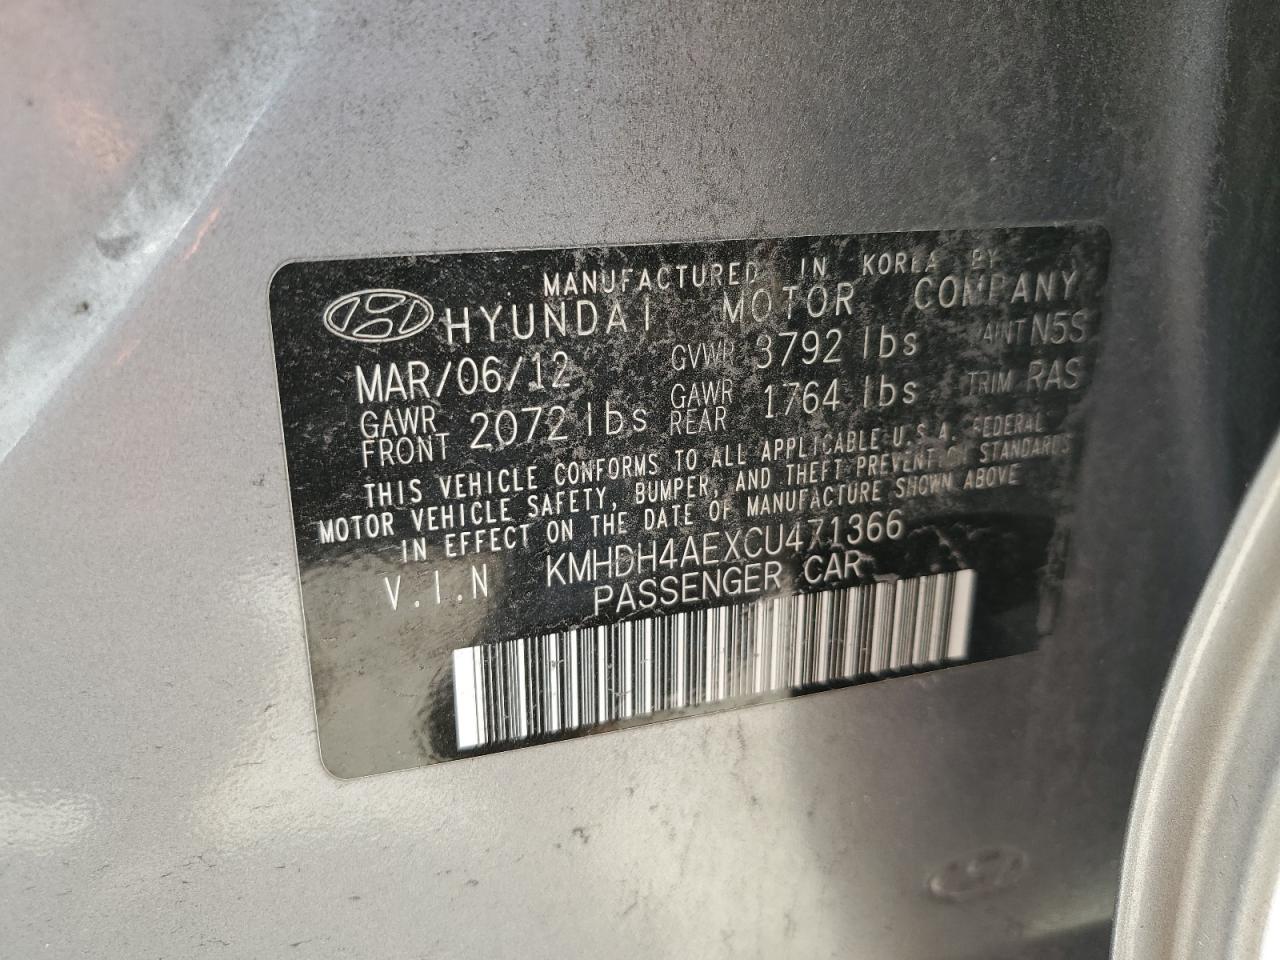 MANUFACTURED IN KOREA BY
HYUNDAI MOTOR COMPANY
MAR/06/12 GVWR 3792 lbs PAINT N5S
GAWR FRONT 2072 lbs GAWR REAR 1764 lbs TRIM RAS
THIS VEHICLE CONFORMS TO ALL APPLICABLE U.S.A. FEDERAL
MOTOR VEHICLE SAFETY, BUMPER, AND THEFT PREVENTION STANDARDS
IN EFFECT ON THE DATE OF MANUFACTURE SHOWN ABOVE
V.I.N KMHDH4AEXCU471366
PASSENGER CAR